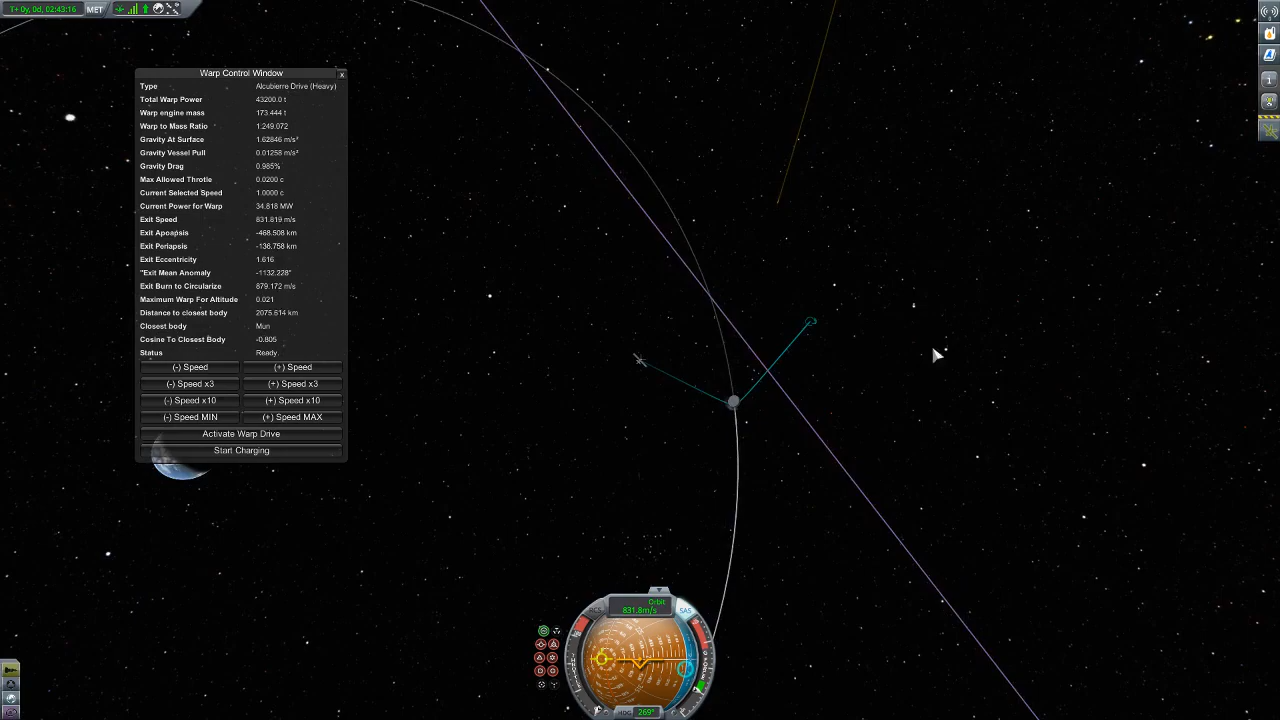 T+ 0y, 0d, 02:43:16 MET
Warp Control Window x
Type Alcubierre Drive (Heavy)
Total Warp Power 43200.0 t
Warp engine mass 173.444 t
Warp to Mass Ratio 1:249.072
Gravity At Surface 1.62846 m/s²
Gravity Vessel Pull 0.01258 m/s²
Gravity Drag 0.985%
Max Allowed Throtle 0.0200 c
Current Selected Speed 1.0000 c
Current Power for Warp 34.818 MW
Exit Speed 831.819 m/s
Exit Apoapsis -468.508 km
Exit Periapsis -136.758 km
Exit Eccentricity 1.616
"Exit Mean Anomaly -1132.228°
Exit Burn to Circularize 879.172 m/s
Maximum Warp For Altitude 0.021
Distance to closest body 2075.614 km
Closest body Mun
Cosine To Closest Body -0.805
Status Ready.
(-) Speed (+) Speed
(-) Speed x3 (+) Speed x3
(-) Speed x10 (+) Speed x10
(-) Speed MIN (+) Speed MAX
Activate Warp Drive
Start Charging
Orbit
RCS 831.8m/s SAS
HDG 269°